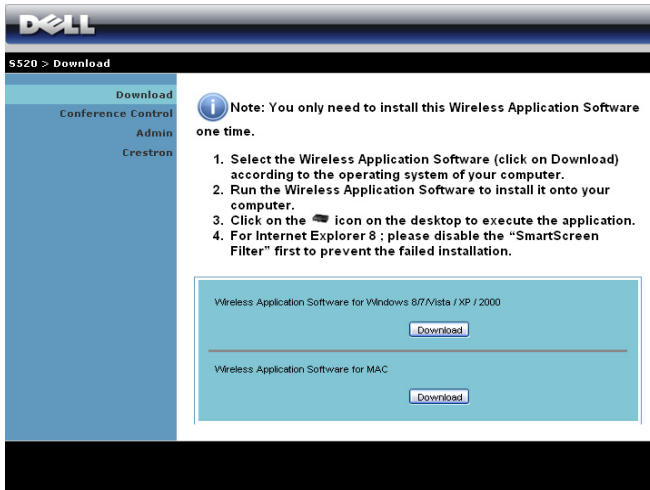 DELL
S520 > Download
Download
Conference Control
Admin
Crestron
Note: You only need to install this Wireless Application Software
one time.
1. Select the Wireless Application Software (click on Download)
according to the operating system of your computer.
2. Run the Wireless Application Software to install it onto your
computer.
3. Click on the icon on the desktop to execute the application.
4. For Internet Explorer 8 ; please disable the “SmartScreen
Filter” first to prevent the failed installation.
Wireless Application Software for Windows 8/7/Vista / XP / 2000
Download
Wireless Application Software for MAC
Download